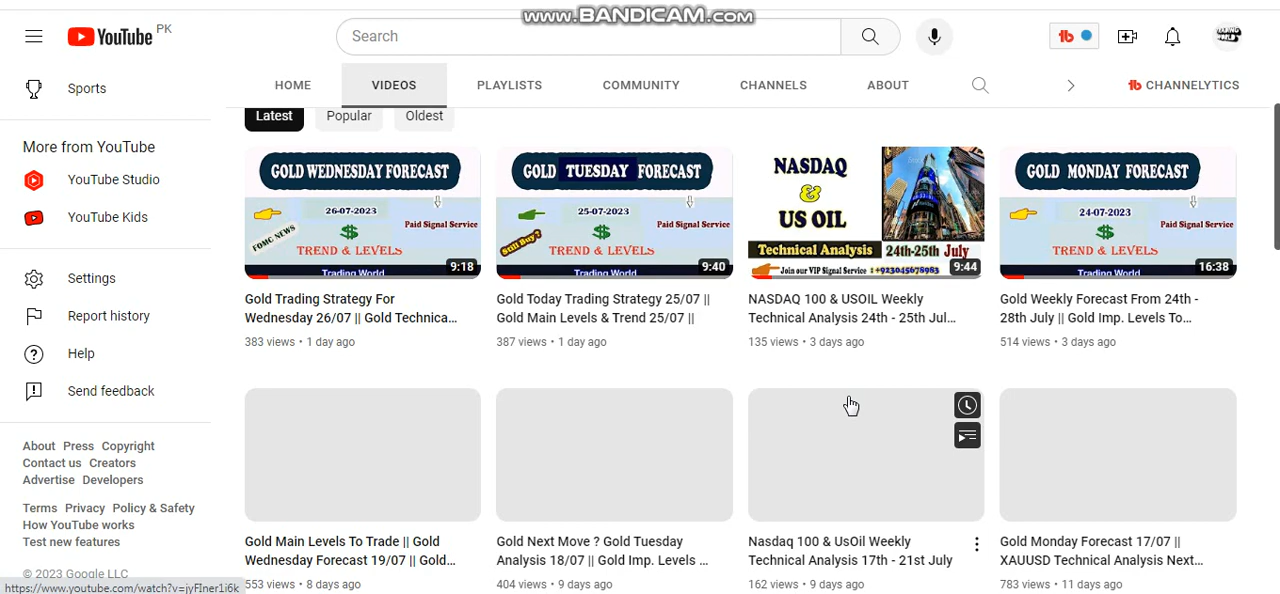 www.BANDICAM.com
YouTube PK
Search
Sports
HOME VIDEOS PLAYLISTS COMMUNITY CHANNELS ABOUT CHANNELYTICS
Latest Popular Oldest
More from YouTube
YouTube Studio
YouTube Kids
Settings
Report history
Help
Send feedback
About Press Copyright
Contact us Creators
Advertise Developers
Terms Privacy Policy & Safety
How YouTube works
Test new features
© 2023 Google LLC
https://www.youtube.com/watch?v=jyFIner1i6k
GOLD WEDNESDAY FORECAST
26-07-2023
Paid Signal Service
FOMC NEWS
$
TREND & LEVELS
Trading World
9:18
Gold Trading Strategy For
Wednesday 26/07 || Gold Technica...
383 views • 1 day ago
GOLD TUESDAY FORECAST
25-07-2023
Paid Signal Service
Still Buy ?
$
TREND & LEVELS
Trading World
9:40
Gold Today Trading Strategy 25/07 ||
Gold Main Levels & Trend 25/07 ||
387 views • 1 day ago
NASDAQ
&
US OIL
Technical Analysis 24th-25th July
Join our VIP Signal Service : +923045678983
9:44
NASDAQ 100 & USOIL Weekly
Technical Analysis 24th - 25th Jul...
135 views • 3 days ago
GOLD MONDAY FORECAST
24-07-2023
Paid Signal Service
$
TREND & LEVELS
Trading World
16:38
Gold Weekly Forecast From 24th -
28th July || Gold Imp. Levels To...
514 views • 3 days ago
Gold Main Levels To Trade || Gold
Wednesday Forecast 19/07 || Gold...
553 views • 8 days ago
Gold Next Move ? Gold Tuesday
Analysis 18/07 || Gold Imp. Levels ...
404 views • 9 days ago
Nasdaq 100 & UsOil Weekly
Technical Analysis 17th - 21st July
162 views • 9 days ago
Gold Monday Forecast 17/07 ||
XAUUSD Technical Analysis Next...
783 views • 11 days ago